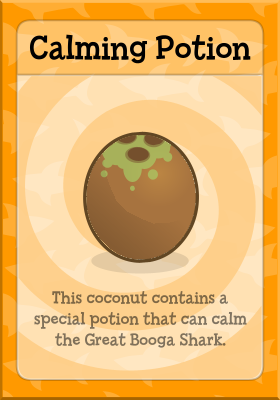 Calming Potion
This coconut contains a
special potion that can calm
the Great Booga Shark.